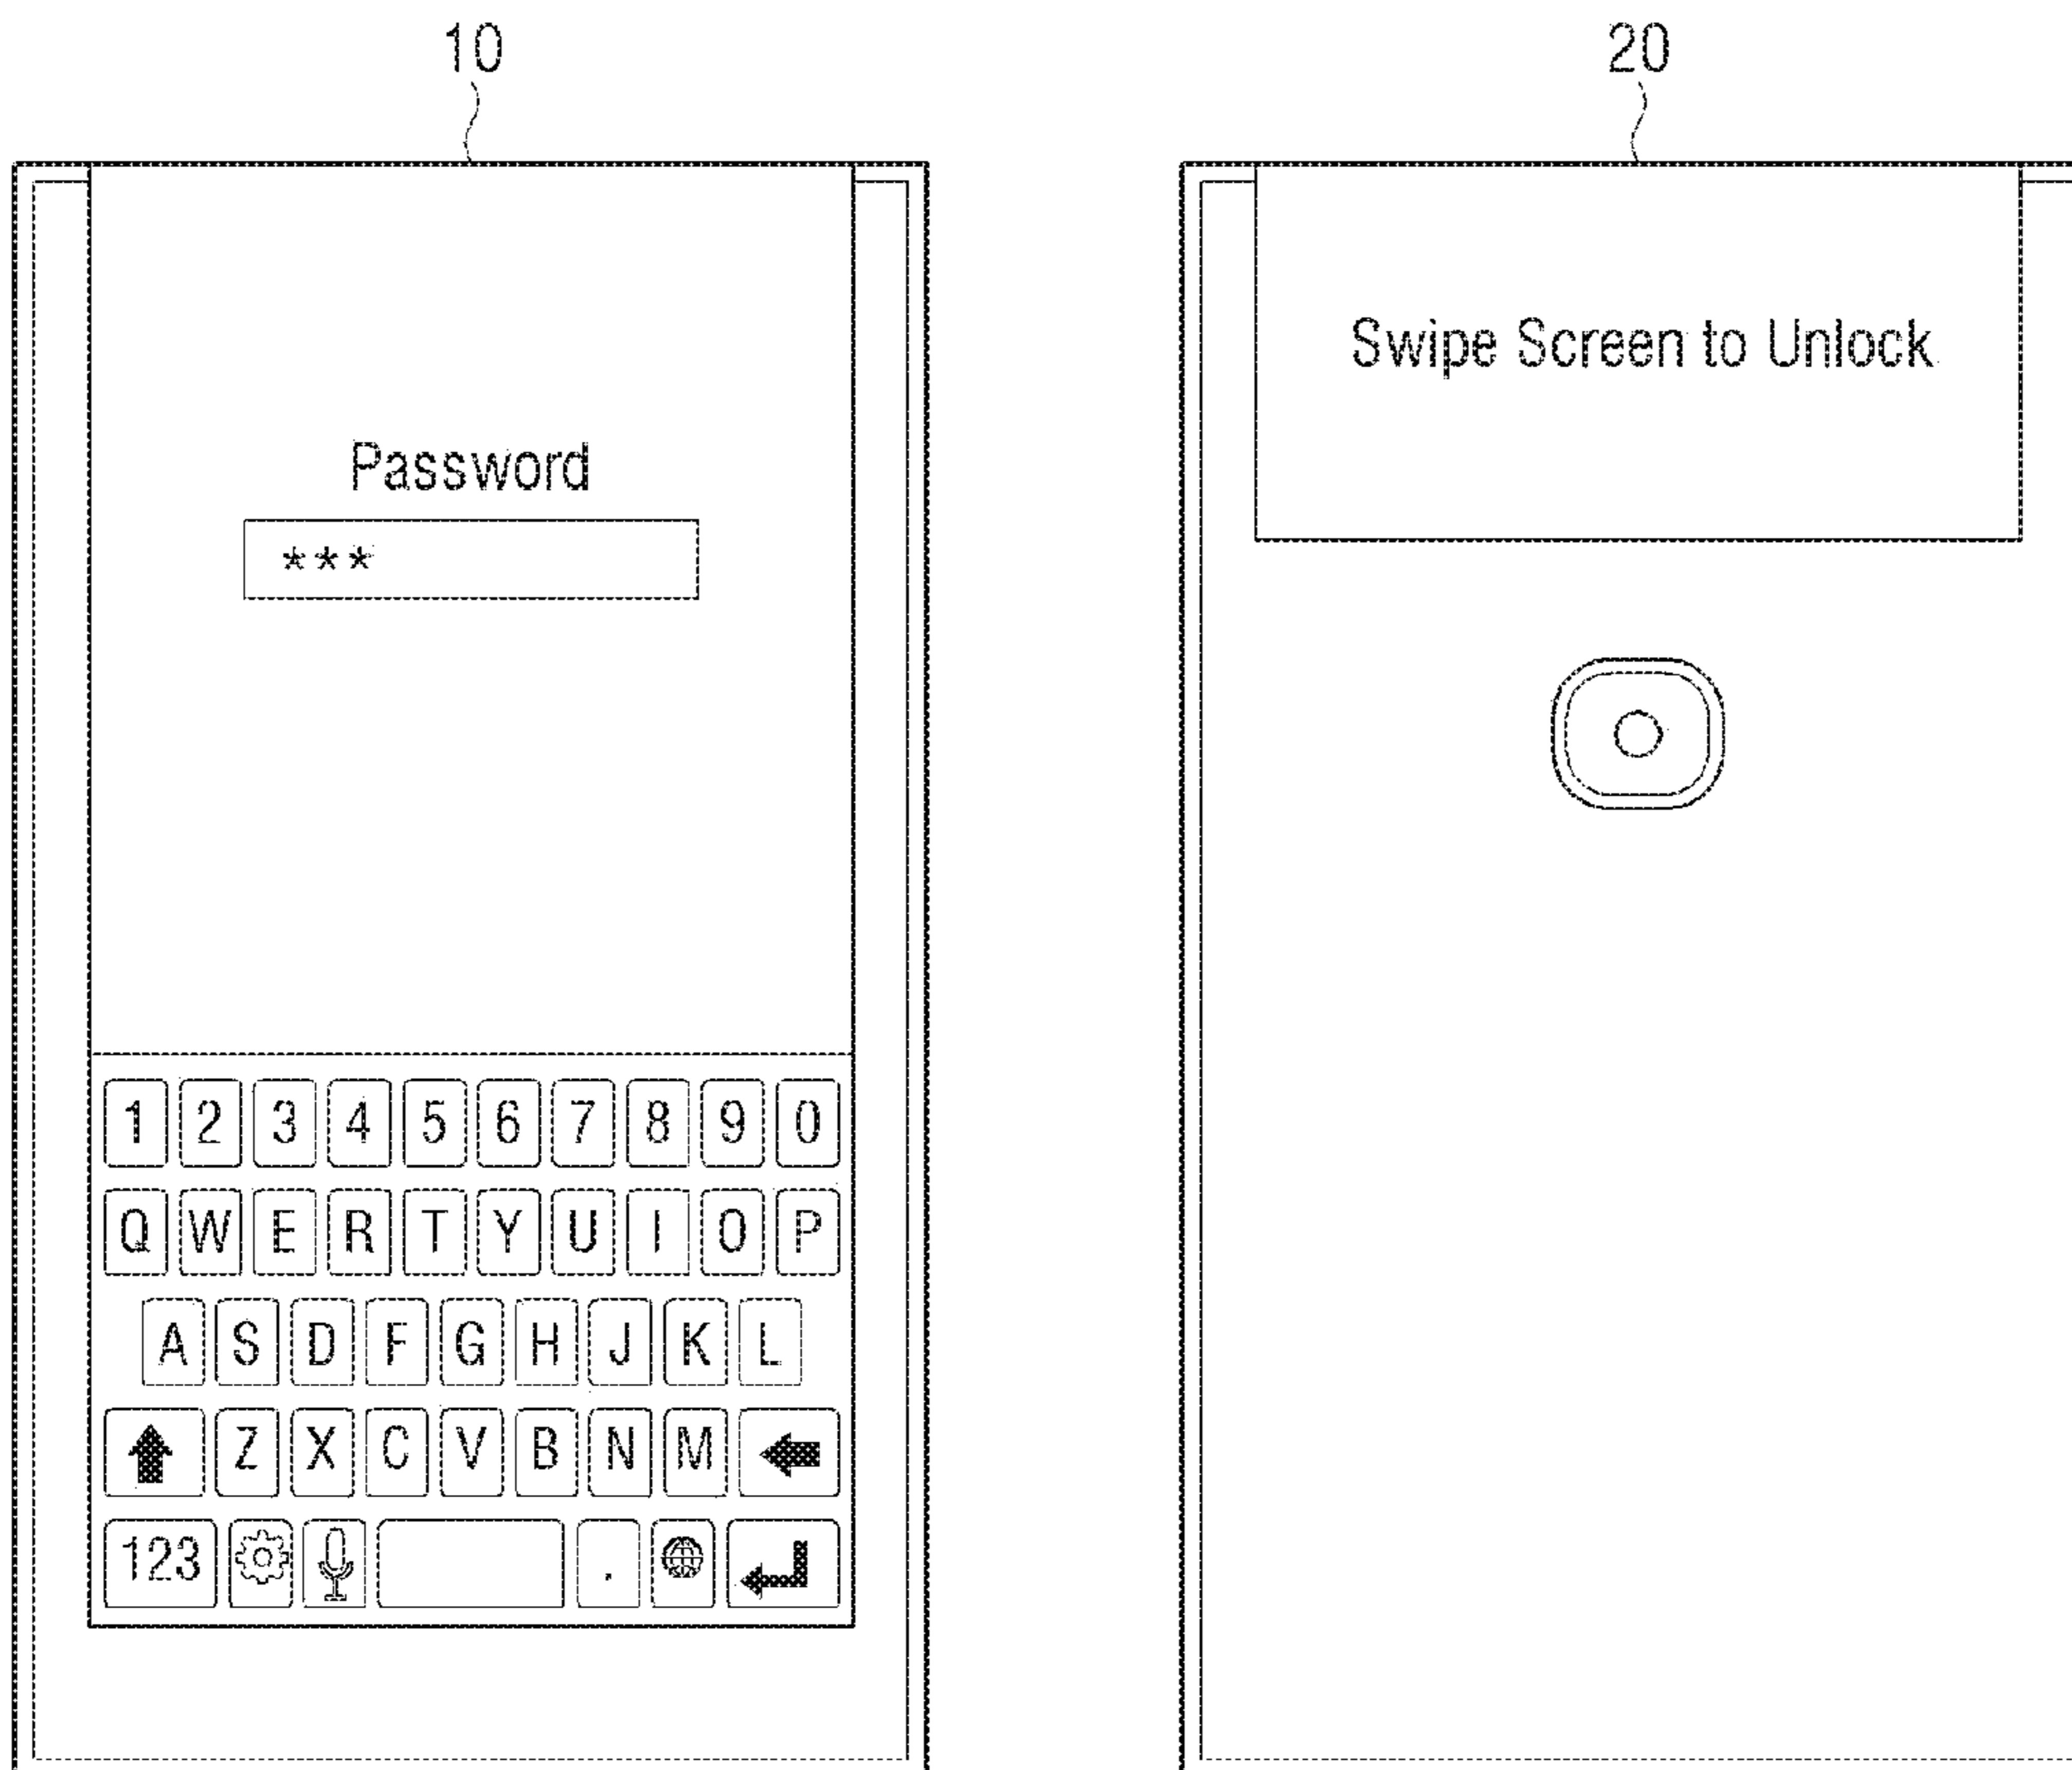 10
20
Swipe Screen to Unlock
Password
***
1 2 3 4 5 6 7 8 9 0
Q W E R T Y U I O P
A S D F G H J K L
Z X C V B N M
123 .